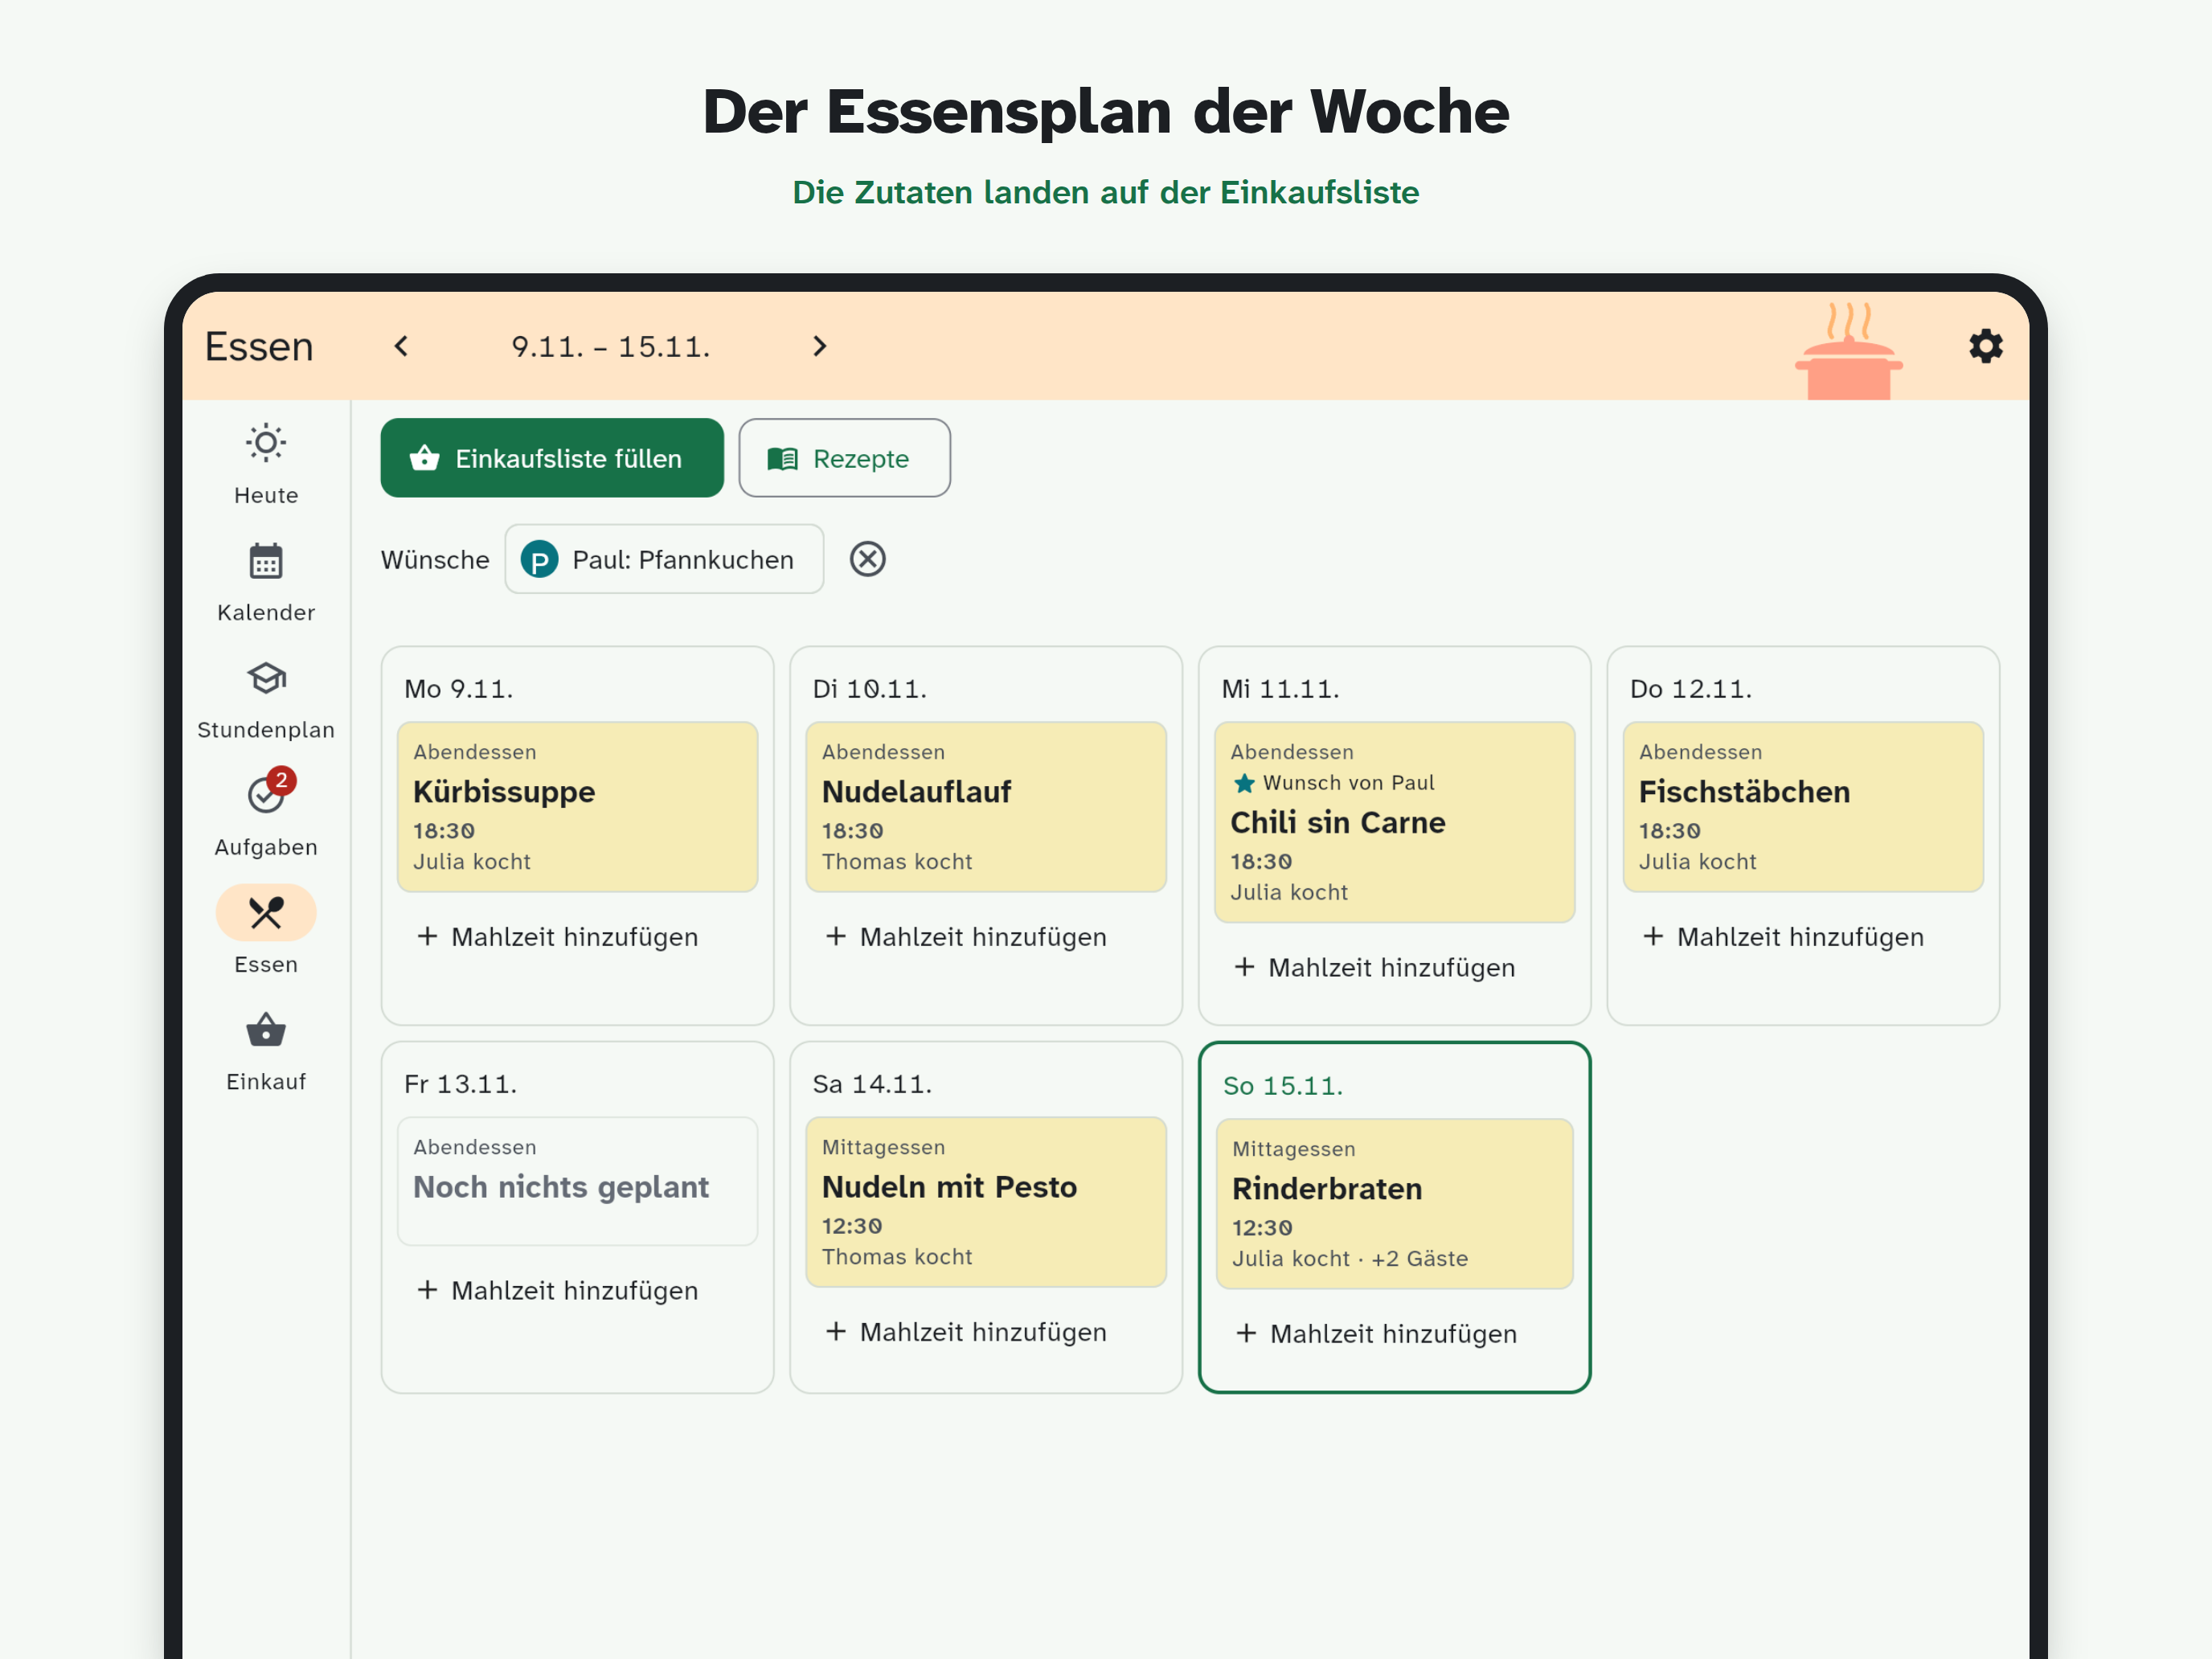 Der Essensplan der Woche
Die Zutaten landen auf der Einkaufsliste
Essen
9.11. – 15.11.
Heute
Kalender
Stundenplan
2
Aufgaben
Essen
Einkauf
Einkaufsliste füllen
Rezepte
Wünsche
P
Paul: Pfannkuchen
Mo 9.11.
Abendessen
Kürbissuppe
18:30
Julia kocht
+ Mahlzeit hinzufügen
Di 10.11.
Abendessen
Nudelauflauf
18:30
Thomas kocht
+ Mahlzeit hinzufügen
Mi 11.11.
Abendessen
Wunsch von Paul
Chili sin Carne
18:30
Julia kocht
+ Mahlzeit hinzufügen
Do 12.11.
Abendessen
Fischstäbchen
18:30
Julia kocht
+ Mahlzeit hinzufügen
Fr 13.11.
Abendessen
Noch nichts geplant
+ Mahlzeit hinzufügen
Sa 14.11.
Mittagessen
Nudeln mit Pesto
12:30
Thomas kocht
+ Mahlzeit hinzufügen
So 15.11.
Mittagessen
Rinderbraten
12:30
Julia kocht · +2 Gäste
+ Mahlzeit hinzufügen